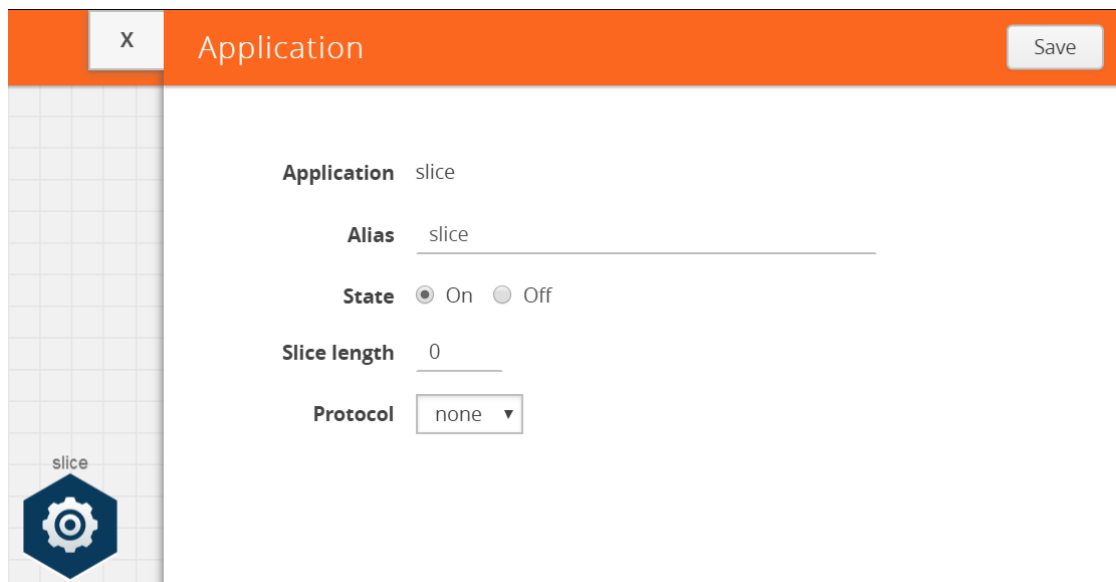 X
Application
Save
Application slice
Alias slice
State On Off
Slice length 0
Protocol none
slice